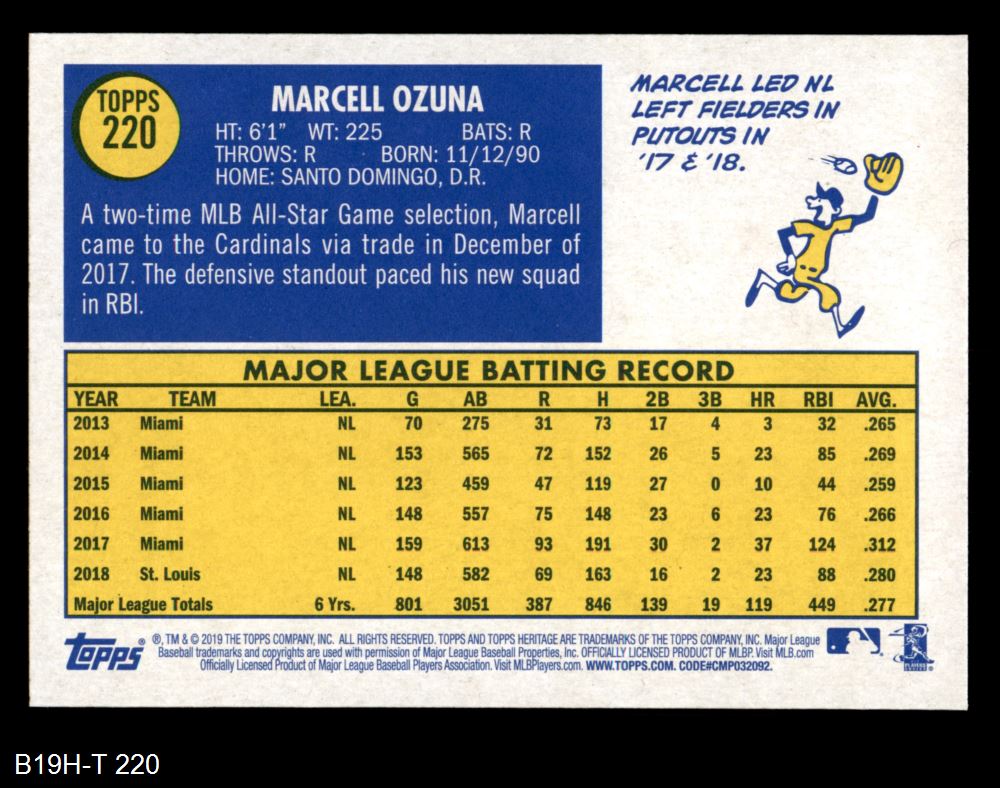 TOPPS
220
MARCELL OZUNA
HT: 6'1" WT: 225 BATS: R
THROWS: R · BORN: 11/12/90
HOME: SANTO DOMINGO, D.R.
A two-time MLB All-Star Game selection, Marcell
came to the Cardinals via trade in December of
2017. The defensive standout paced his new squad
in RBI.
MARCELL LED NL
LEFT FIELDERS IN
PUTOUTS IN
'17 & '18.
MAJOR LEAGUE BATTING RECORD
YEAR TEAM LEA. G AB R H 2B 3B HR RBI AVG.
2013 Miami NL 70 275 31 73 17 4 3 32 .265
2014 Miami NL 153 565 72 152 26 5 23 85 .269
2015 Miami NL 123 459 47 119 27 0 10 44 .259
2016 Miami NL 148 557 75 148 23 6 23 76 .266
2017 Miami NL 159 613 93 191 30 2 37 124 .312
2018 St. Louis NL 148 582 69 163 16 2 23 88 .280
Major League Totals 6 Yrs. 801 3051 387 846 139 19 119 449 .277
Topps ® ®, TM & © 2019 THE TOPPS COMPANY, INC. ALL RIGHTS RESERVED. TOPPS AND TOPPS HERITAGE ARE TRADEMARKS OF THE TOPPS COMPANY, INC. Major League
Baseball trademarks and copyrights are used with permission of Major League Baseball Properties, Inc. OFFICIALLY LICENSED PRODUCT OF MLBP. Visit MLB.com
Officially Licensed Product of Major League Baseball Players Association. Visit MLBPlayers.com. WWW.TOPPS.COM. CODE#CMP032092.
B19H-T 220